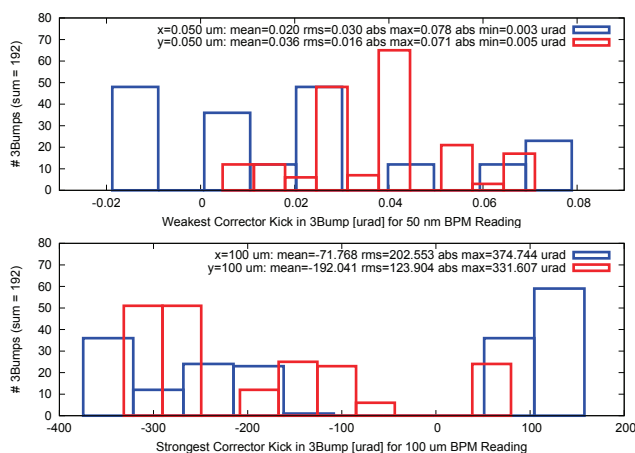 80
70
60
50
40
30
20
10
0
# 3Bumps (sum = 192)
x=0.050 um: mean=0.020 rms=0.030 abs max=0.078 abs min=0.003 urad
y=0.050 um: mean=0.036 rms=0.016 abs max=0.071 abs min=0.005 urad
-0.02 0 0.02 0.04 0.06 0.08
Weakest Corrector Kick in 3Bump [urad] for 50 nm BPM Reading
80
70
60
50
40
30
20
10
0
# 3Bumps (sum = 192)
x=100 um: mean=-71.768 rms=202.553 abs max=374.744 urad
y=100 um: mean=-192.041 rms=123.904 abs max=331.607 urad
-400 -300 -200 -100 0 100 200
Strongest Corrector Kick in 3Bump [urad] for 100 um BPM Reading